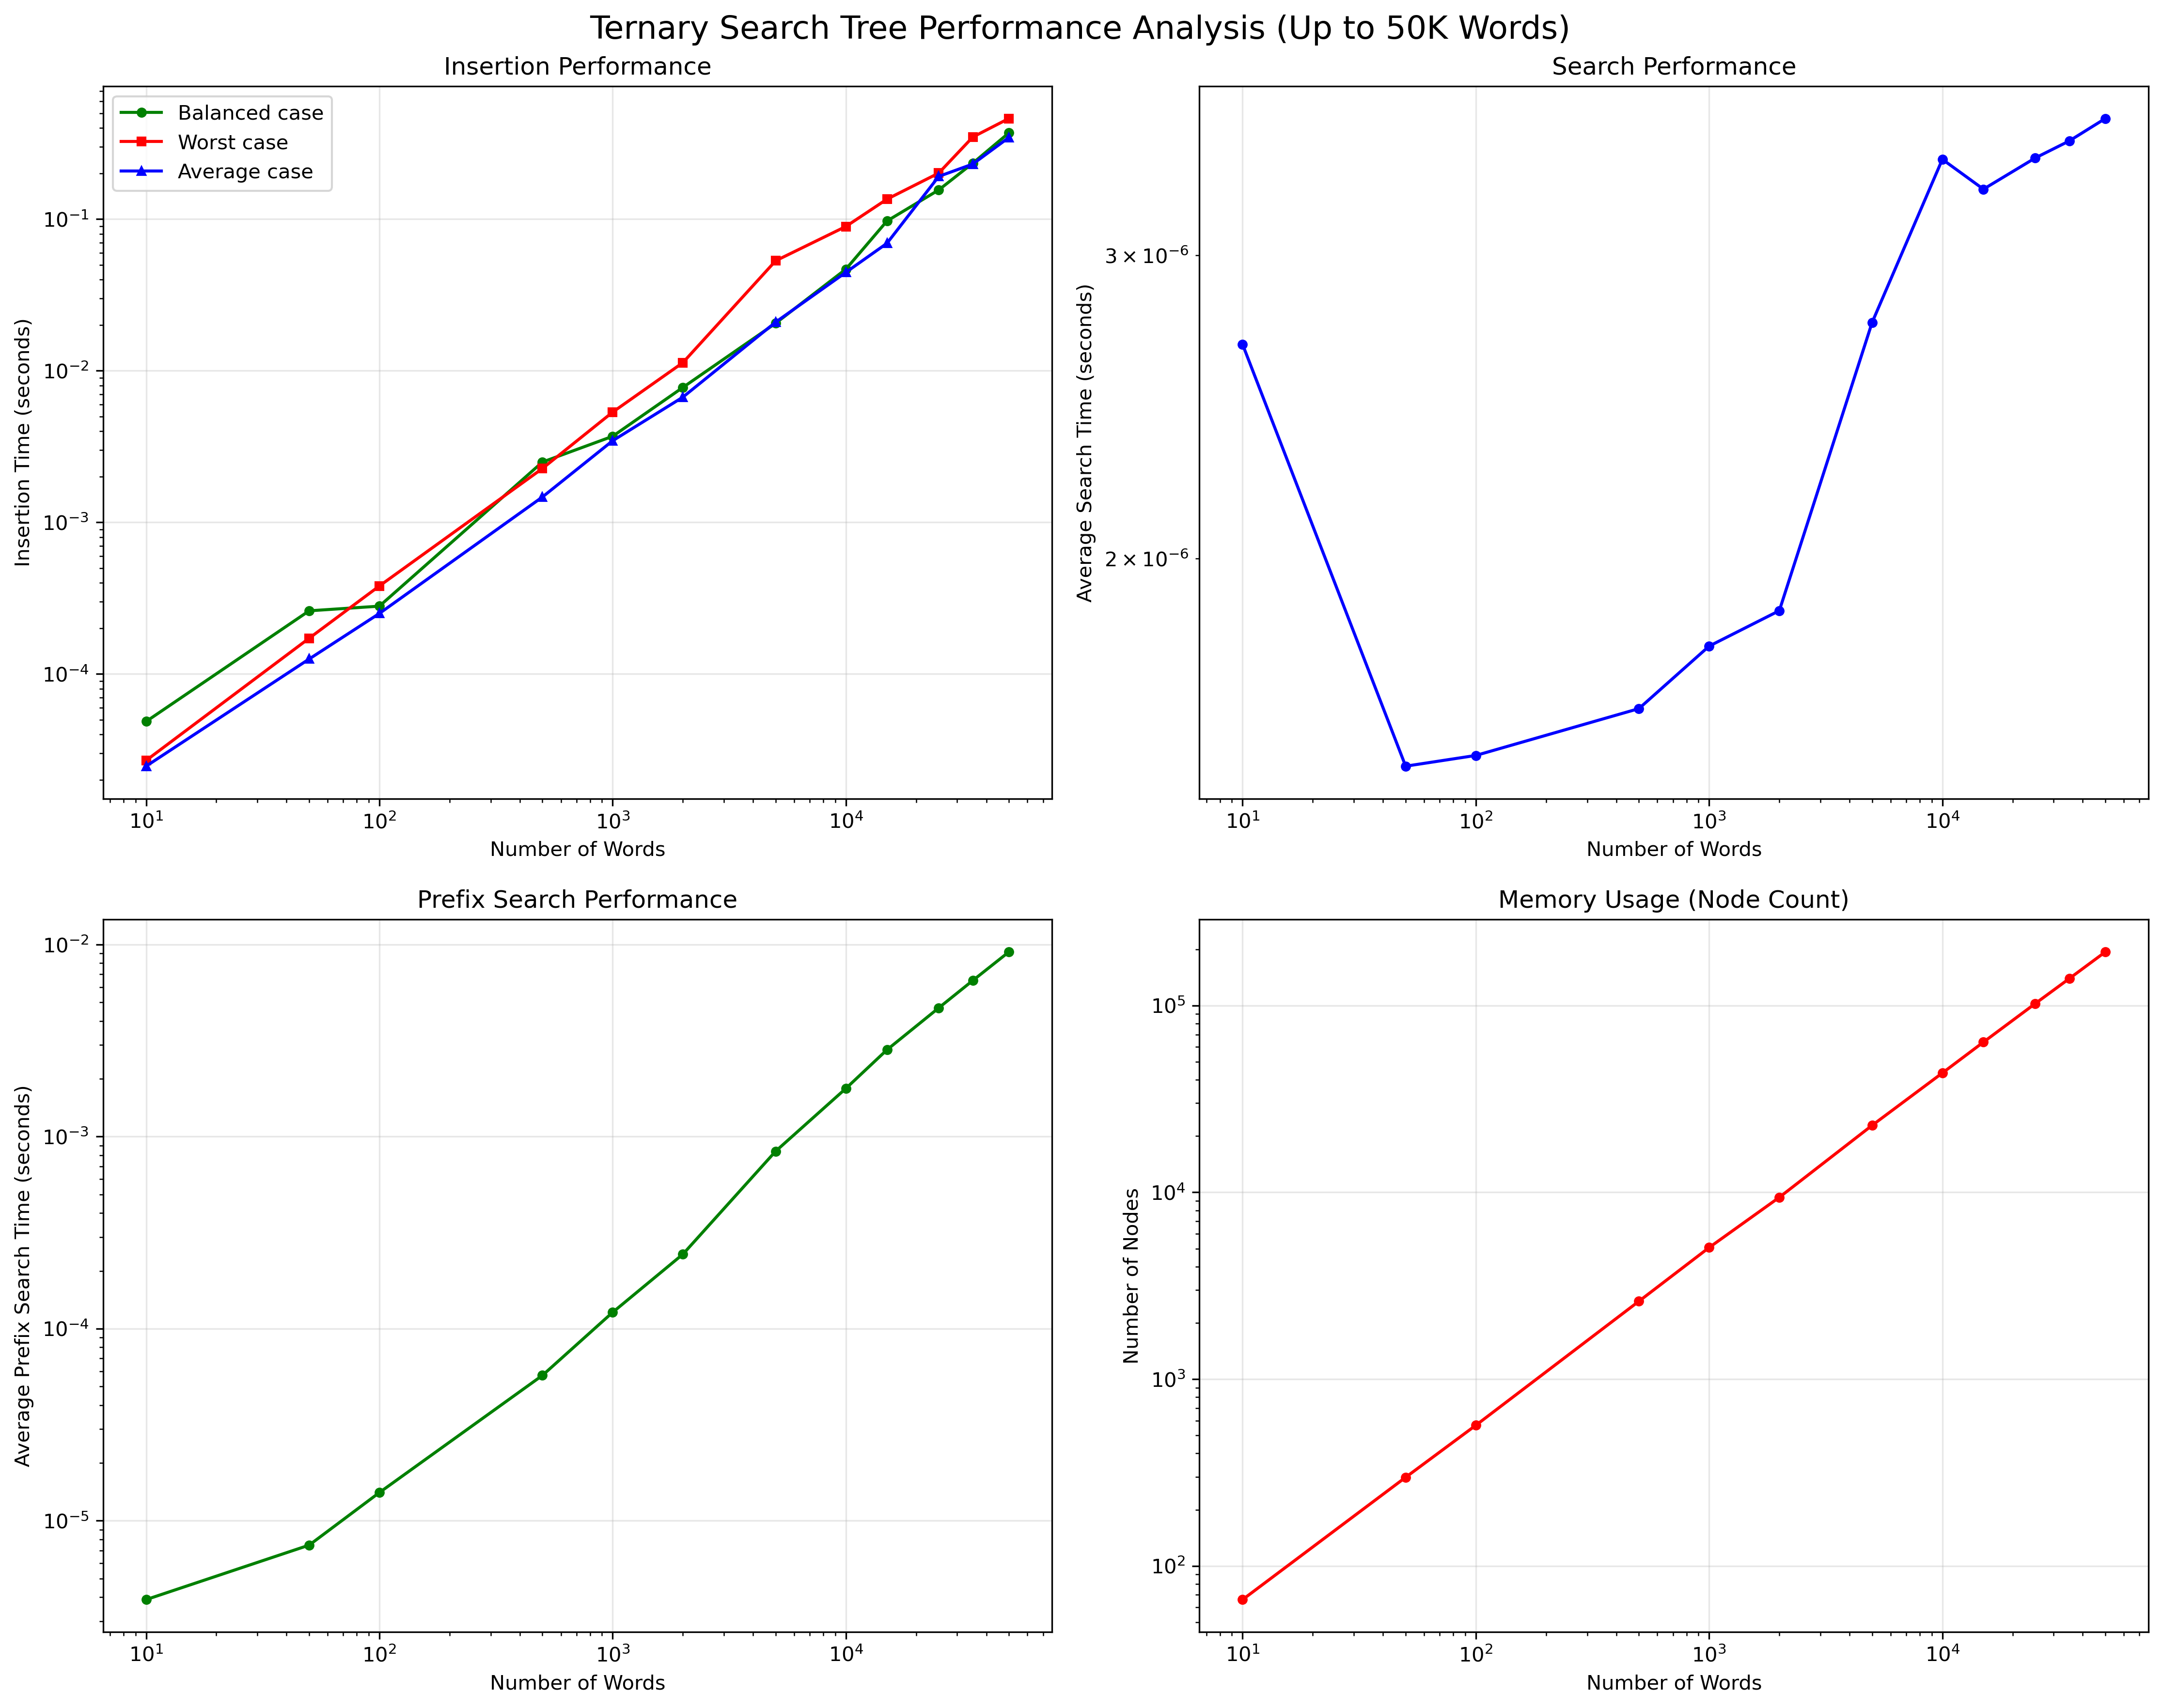 Ternary Search Tree Performance Analysis (Up to 50K Words)
Insertion Performance
Balanced case
Worst case
Average case
10⁻¹
10⁻²
10⁻³
10⁻⁴
Insertion Time (seconds)
10¹ 10² 10³ 10⁴
Number of Words
Search Performance
3 × 10⁻⁶
2 × 10⁻⁶
Average Search Time (seconds)
10¹ 10² 10³ 10⁴
Number of Words
Prefix Search Performance
10⁻²
10⁻³
10⁻⁴
10⁻⁵
Average Prefix Search Time (seconds)
10¹ 10² 10³ 10⁴
Number of Words
Memory Usage (Node Count)
10⁵
10⁴
10³
10²
Number of Nodes
10¹ 10² 10³ 10⁴
Number of Words